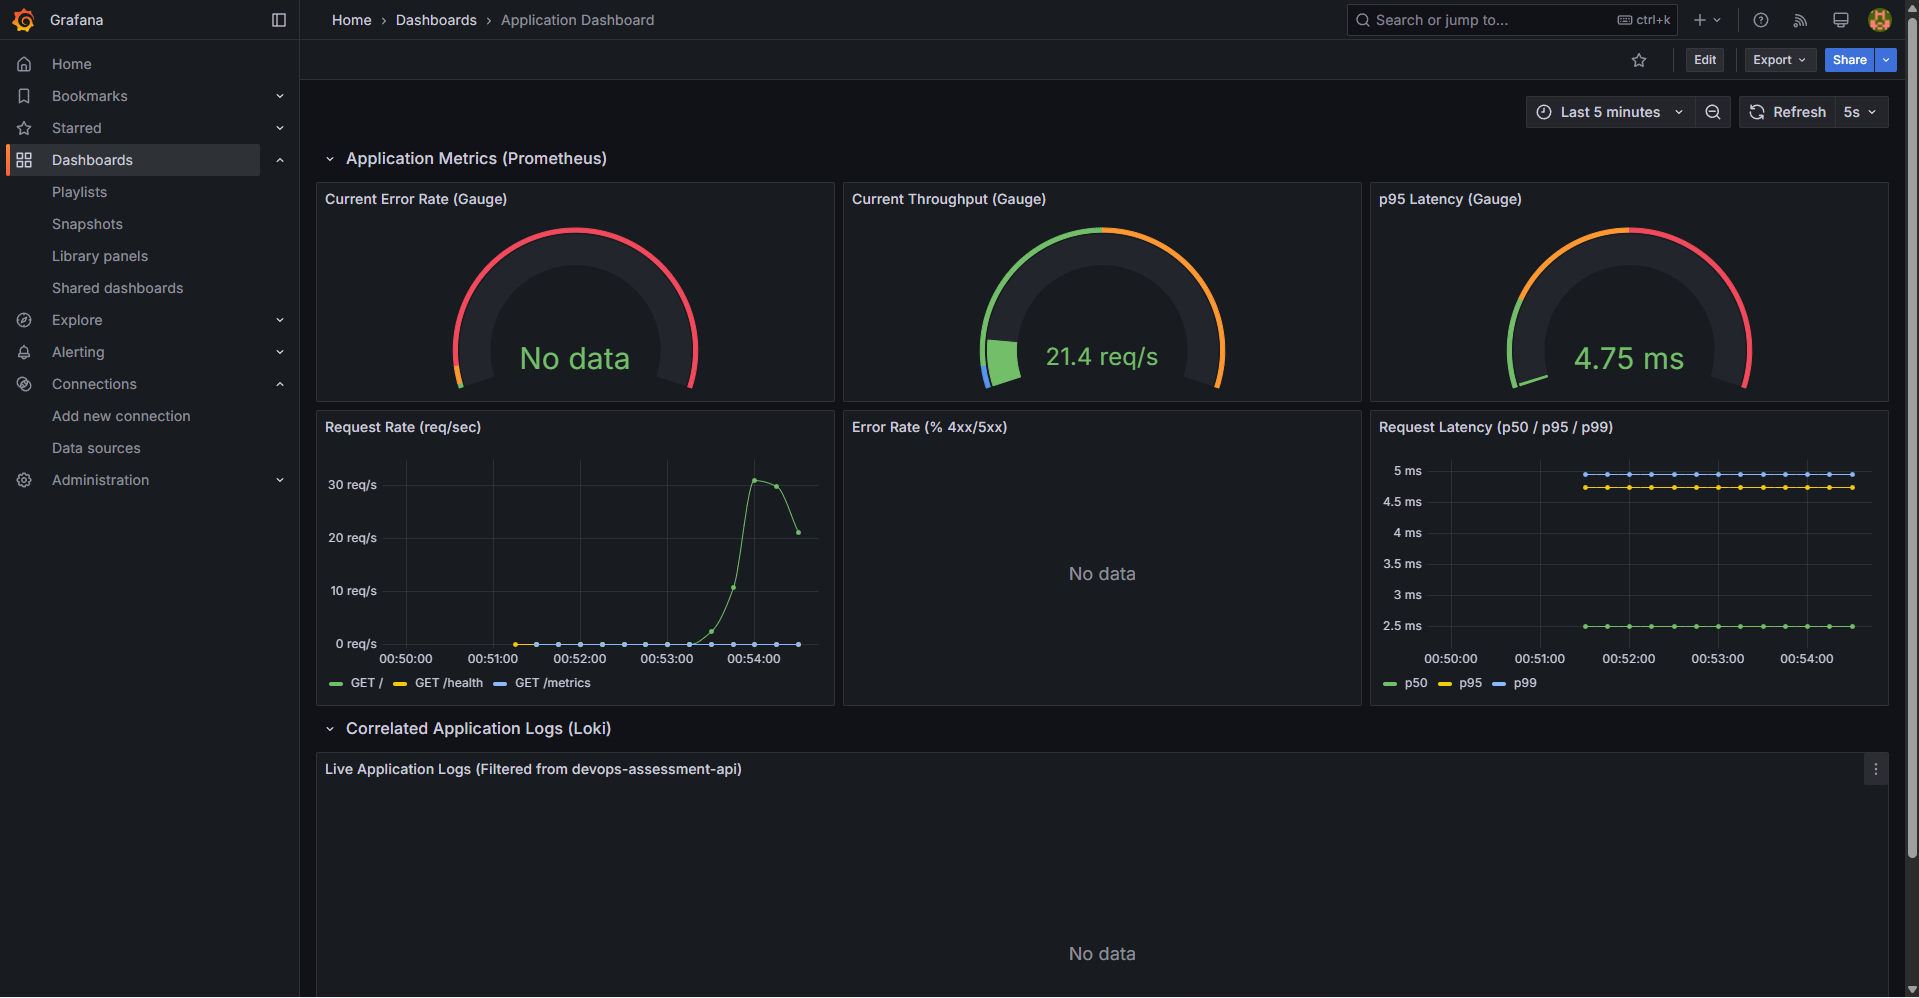 Grafana
Home › Dashboards › Application Dashboard
Search or jump to... ctrl+k
Home
Bookmarks
Starred
Dashboards
Playlists
Snapshots
Library panels
Shared dashboards
Explore
Alerting
Connections
Add new connection
Data sources
Administration
Edit
Export
Share
Last 5 minutes
Refresh 5s
Application Metrics (Prometheus)
Current Error Rate (Gauge)
No data
Current Throughput (Gauge)
21.4 req/s
p95 Latency (Gauge)
4.75 ms
Request Rate (req/sec)
30 req/s
20 req/s
10 req/s
0 req/s
00:50:00 00:51:00 00:52:00 00:53:00 00:54:00
GET / GET /health GET /metrics
Error Rate (% 4xx/5xx)
No data
Request Latency (p50 / p95 / p99)
5 ms
4.5 ms
4 ms
3.5 ms
3 ms
2.5 ms
00:50:00 00:51:00 00:52:00 00:53:00 00:54:00
p50 p95 p99
Correlated Application Logs (Loki)
Live Application Logs (Filtered from devops-assessment-api)
No data